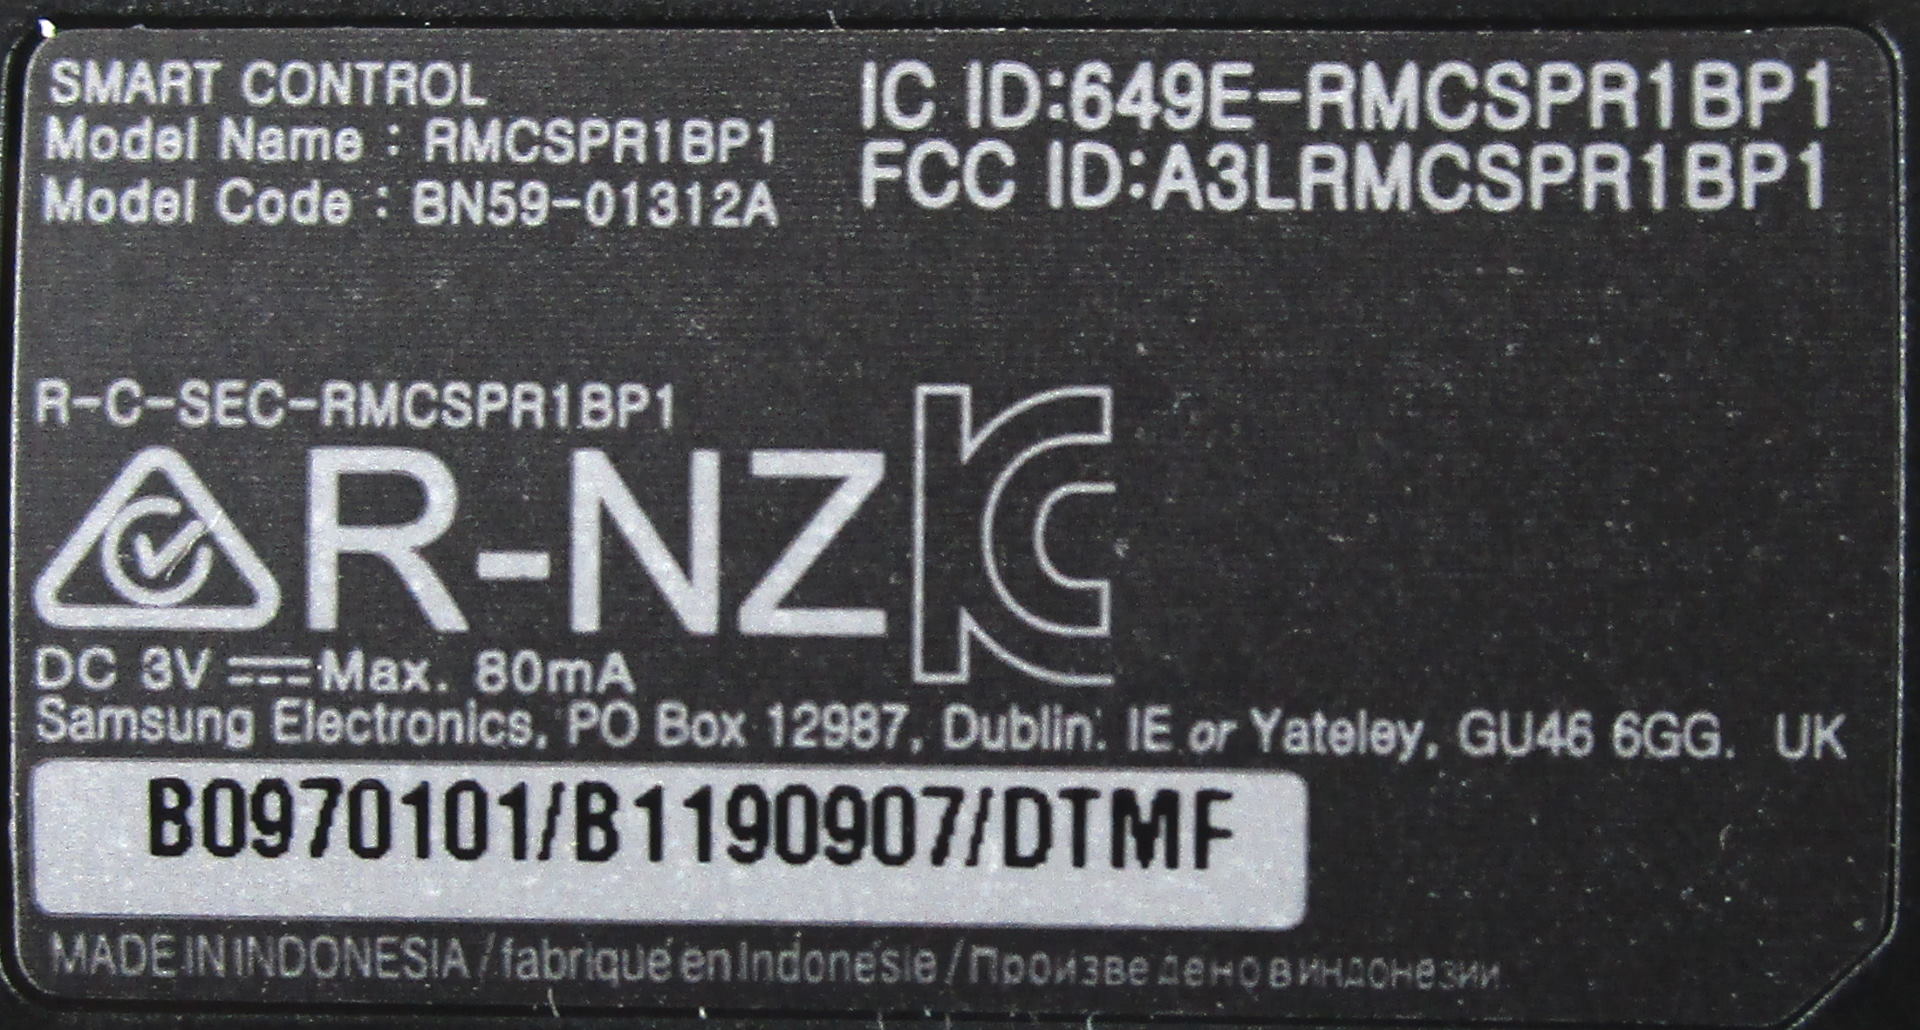 SMART CONTROL
Model Name : RMCSPR1BP1
Model Code : BN59-01312A
IC ID:649E-RMCSPR1BP1
FCC ID:A3LRMCSPR1BP1
R-C-SEC-RMCSPR1BP1
R-NZ
KC
DC 3V ⎓ Max. 80mA
Samsung Electronics, PO Box 12987, Dublin. IE or Yateley, GU46 6GG. UK
B0970101/B1190907/DTMF
MADE IN INDONESIA / fabriqué en Indonésie / Произведено в индонезии